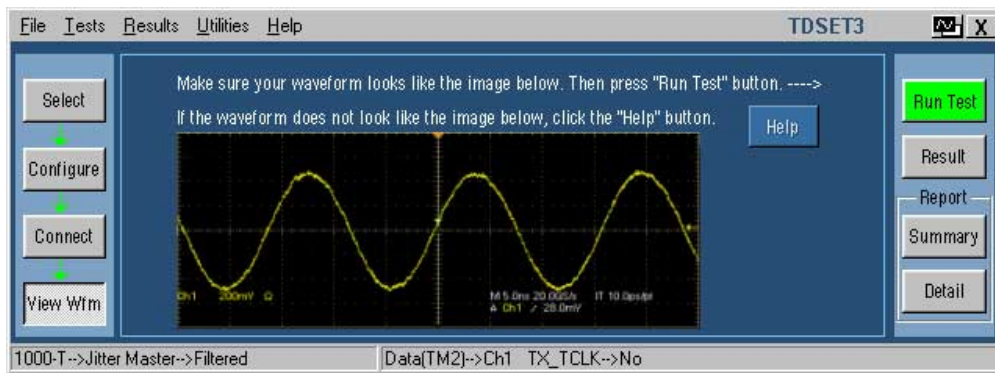 File Tests Results Utilities Help TDSET3 X
Make sure your waveform looks like the image below. Then press "Run Test" button. ---->
If the waveform does not look like the image below, click the "Help" button.
Help
Select
Configure
Connect
View Wfm
Ch1 200mV Ω
M 5.0ns 20.0GS/s IT 10.0ps/pt
A Ch1 / 28.0mV
Run Test
Result
Report
Summary
Detail
1000-T-->Jitter Master-->Filtered
Data(TM2)-->Ch1 TX_TCLK-->No